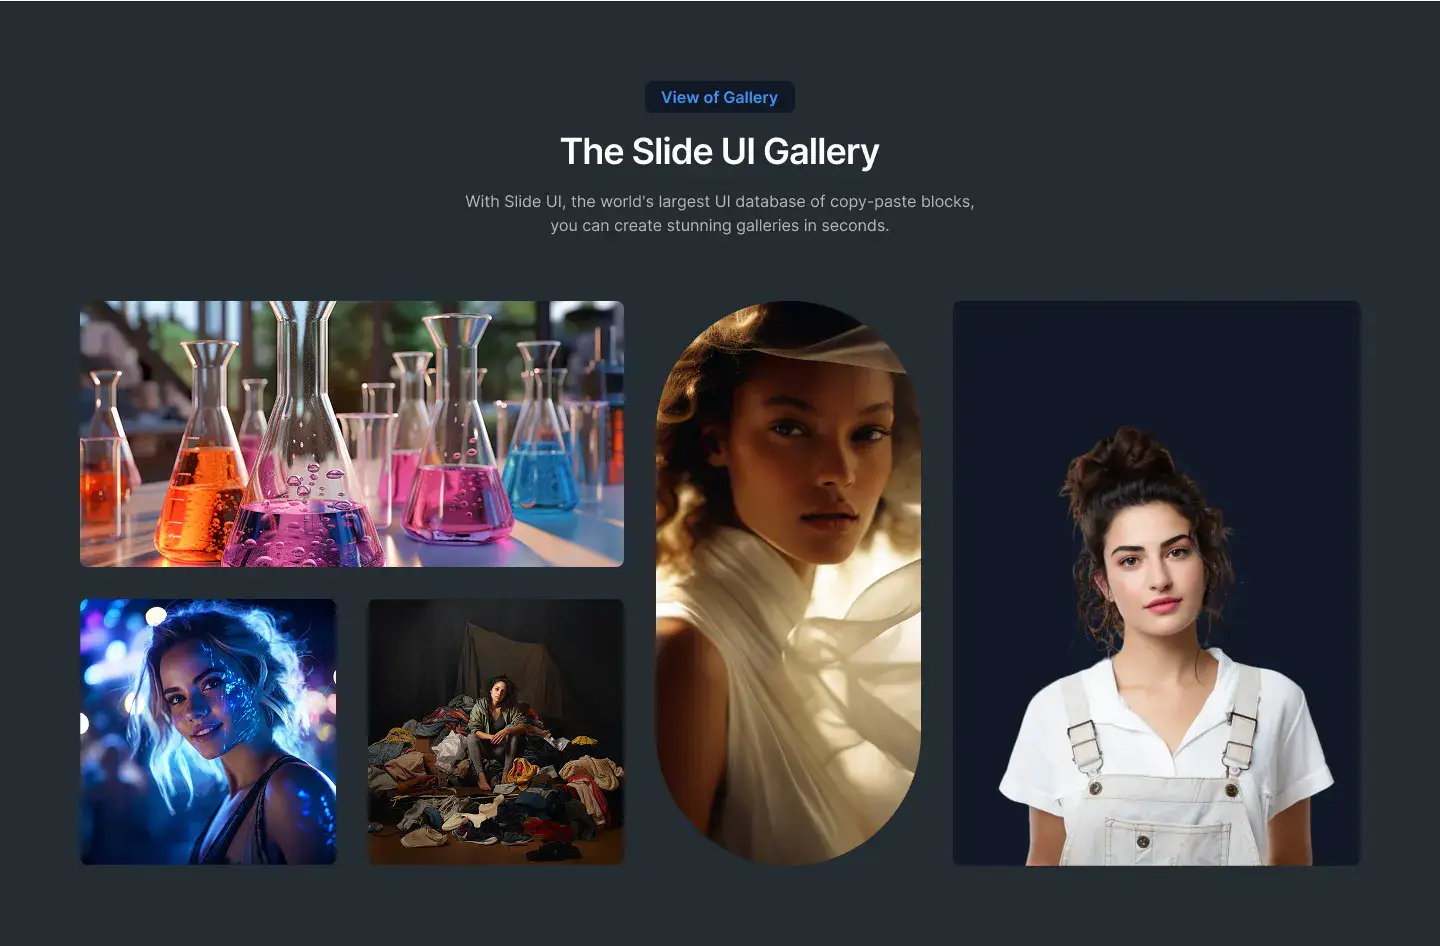 View of Gallery
The Slide UI Gallery
With Slide UI, the world's largest UI database of copy-paste blocks,
you can create stunning galleries in seconds.